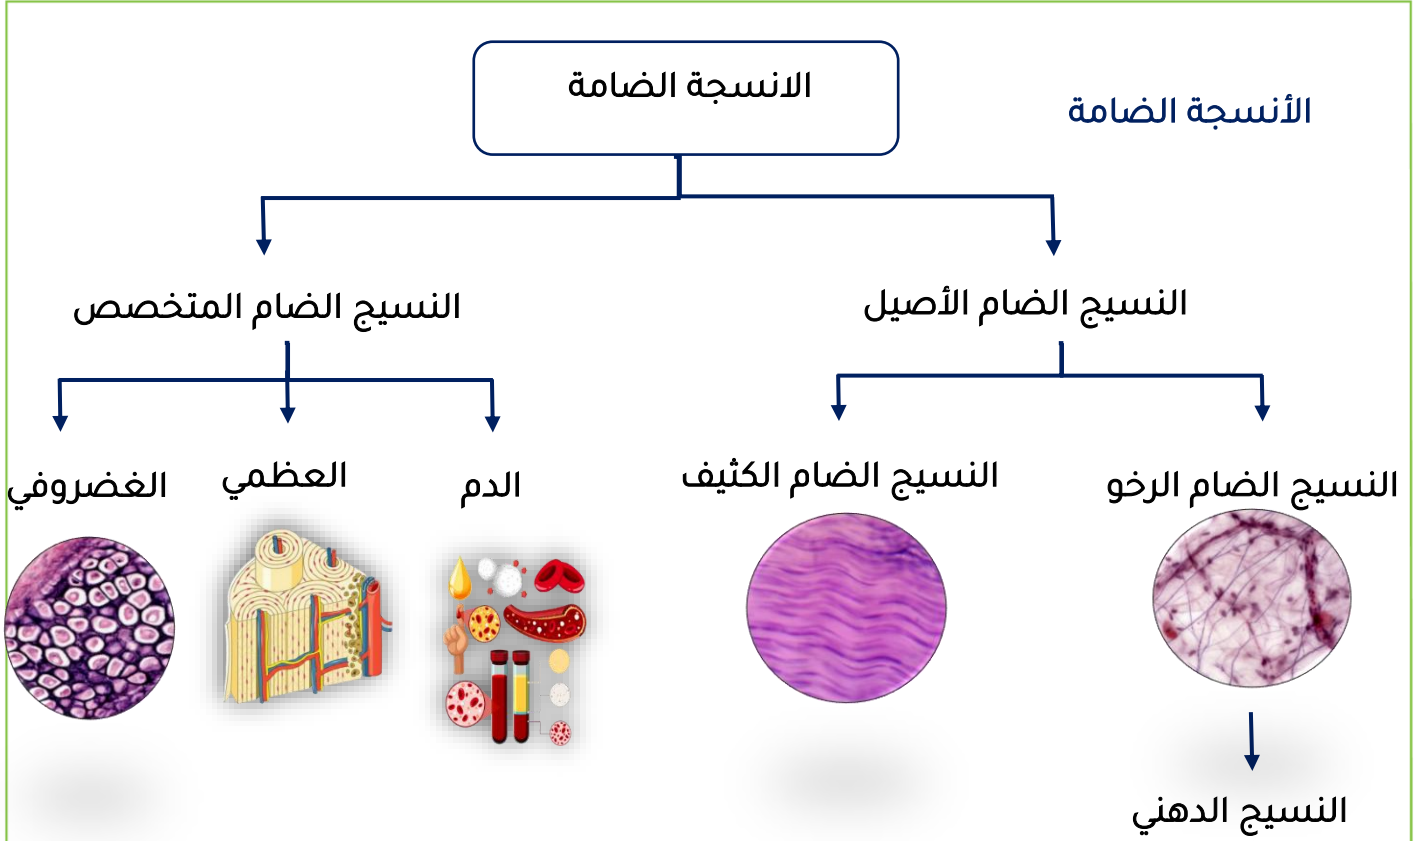 الأنسجة الضامة
الانسجة الضامة
النسيج الضام الأصيل
النسيج الضام المتخصص
النسيج الضام الرخو
النسيج الضام الكثيف
الدم
العظمي
الغضروفي
النسيج الدهني